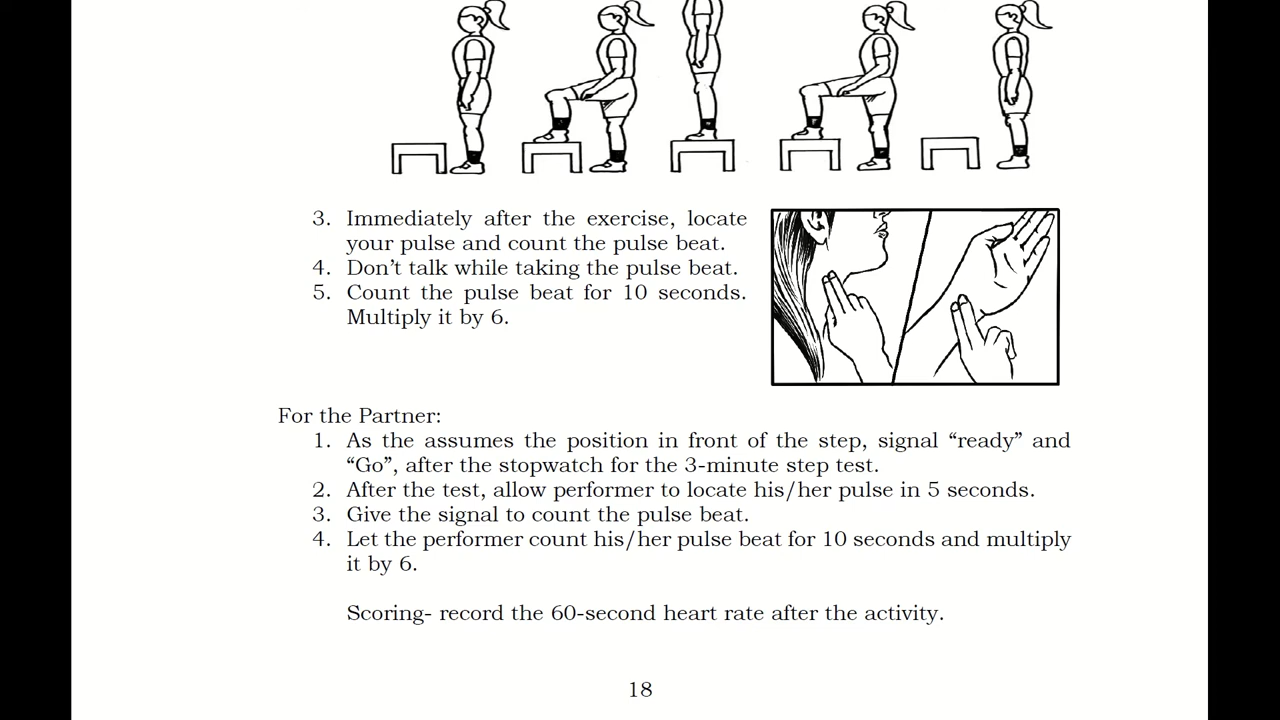 3. Immediately after the exercise, locate
your pulse and count the pulse beat.
4. Don't talk while taking the pulse beat.
5. Count the pulse beat for 10 seconds.
Multiply it by 6.
For the Partner:
1. As the assumes the position in front of the step, signal “ready” and
“Go”, after the stopwatch for the 3-minute step test.
2. After the test, allow performer to locate his/her pulse in 5 seconds.
3. Give the signal to count the pulse beat.
4. Let the performer count his/her pulse beat for 10 seconds and multiply
it by 6.
Scoring- record the 60-second heart rate after the activity.
18